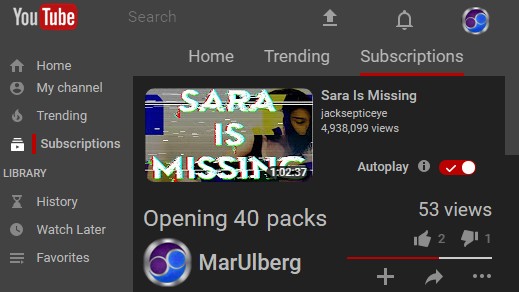 YouTube
Search
Home
Trending
Subscriptions
Home
My channel
Trending
Subscriptions
LIBRARY
History
Watch Later
Favorites
SARA
IS
MISSING
1:02:37
Sara Is Missing
jacksepticeye
4,938,099 views
Autoplay
Opening 40 packs
53 views
2
1
MarUlberg